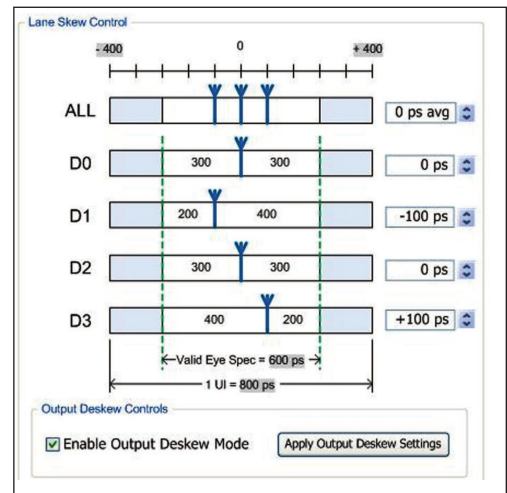 Lane Skew Control
- 400 0 + 400
ALL 0 ps avg
D0 300 300 0 ps
D1 200 400 -100 ps
D2 300 300 0 ps
D3 400 200 +100 ps
Valid Eye Spec = 600 ps
1 UI = 800 ps
Output Deskew Controls
Enable Output Deskew Mode Apply Output Deskew Settings